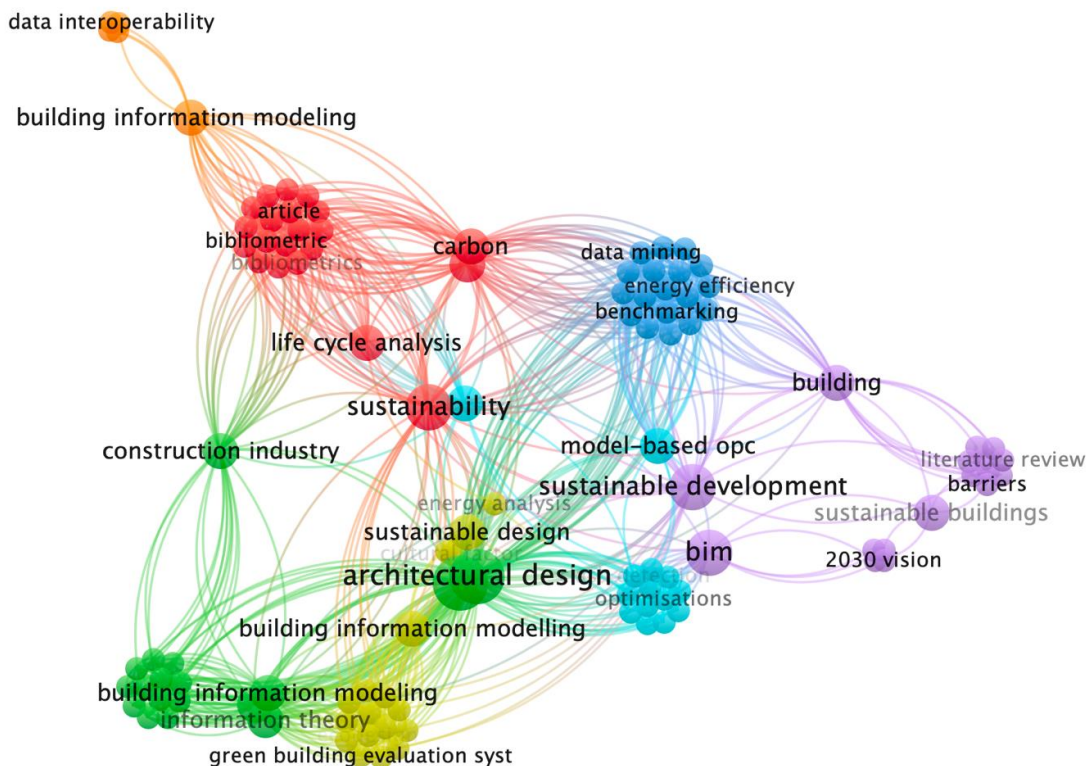 data interoperability
building information modeling
article
bibliometric
bibliometrics
carbon
data mining
energy efficiency
benchmarking
life cycle analysis
building
sustainability
construction industry
model-based opc
literature review
barriers
sustainable development
energy analysis
sustainable buildings
sustainable design
cultural factor
bim
2030 vision
architectural design
optimisations
building information modelling
building information modeling
information theory
green building evaluation syst